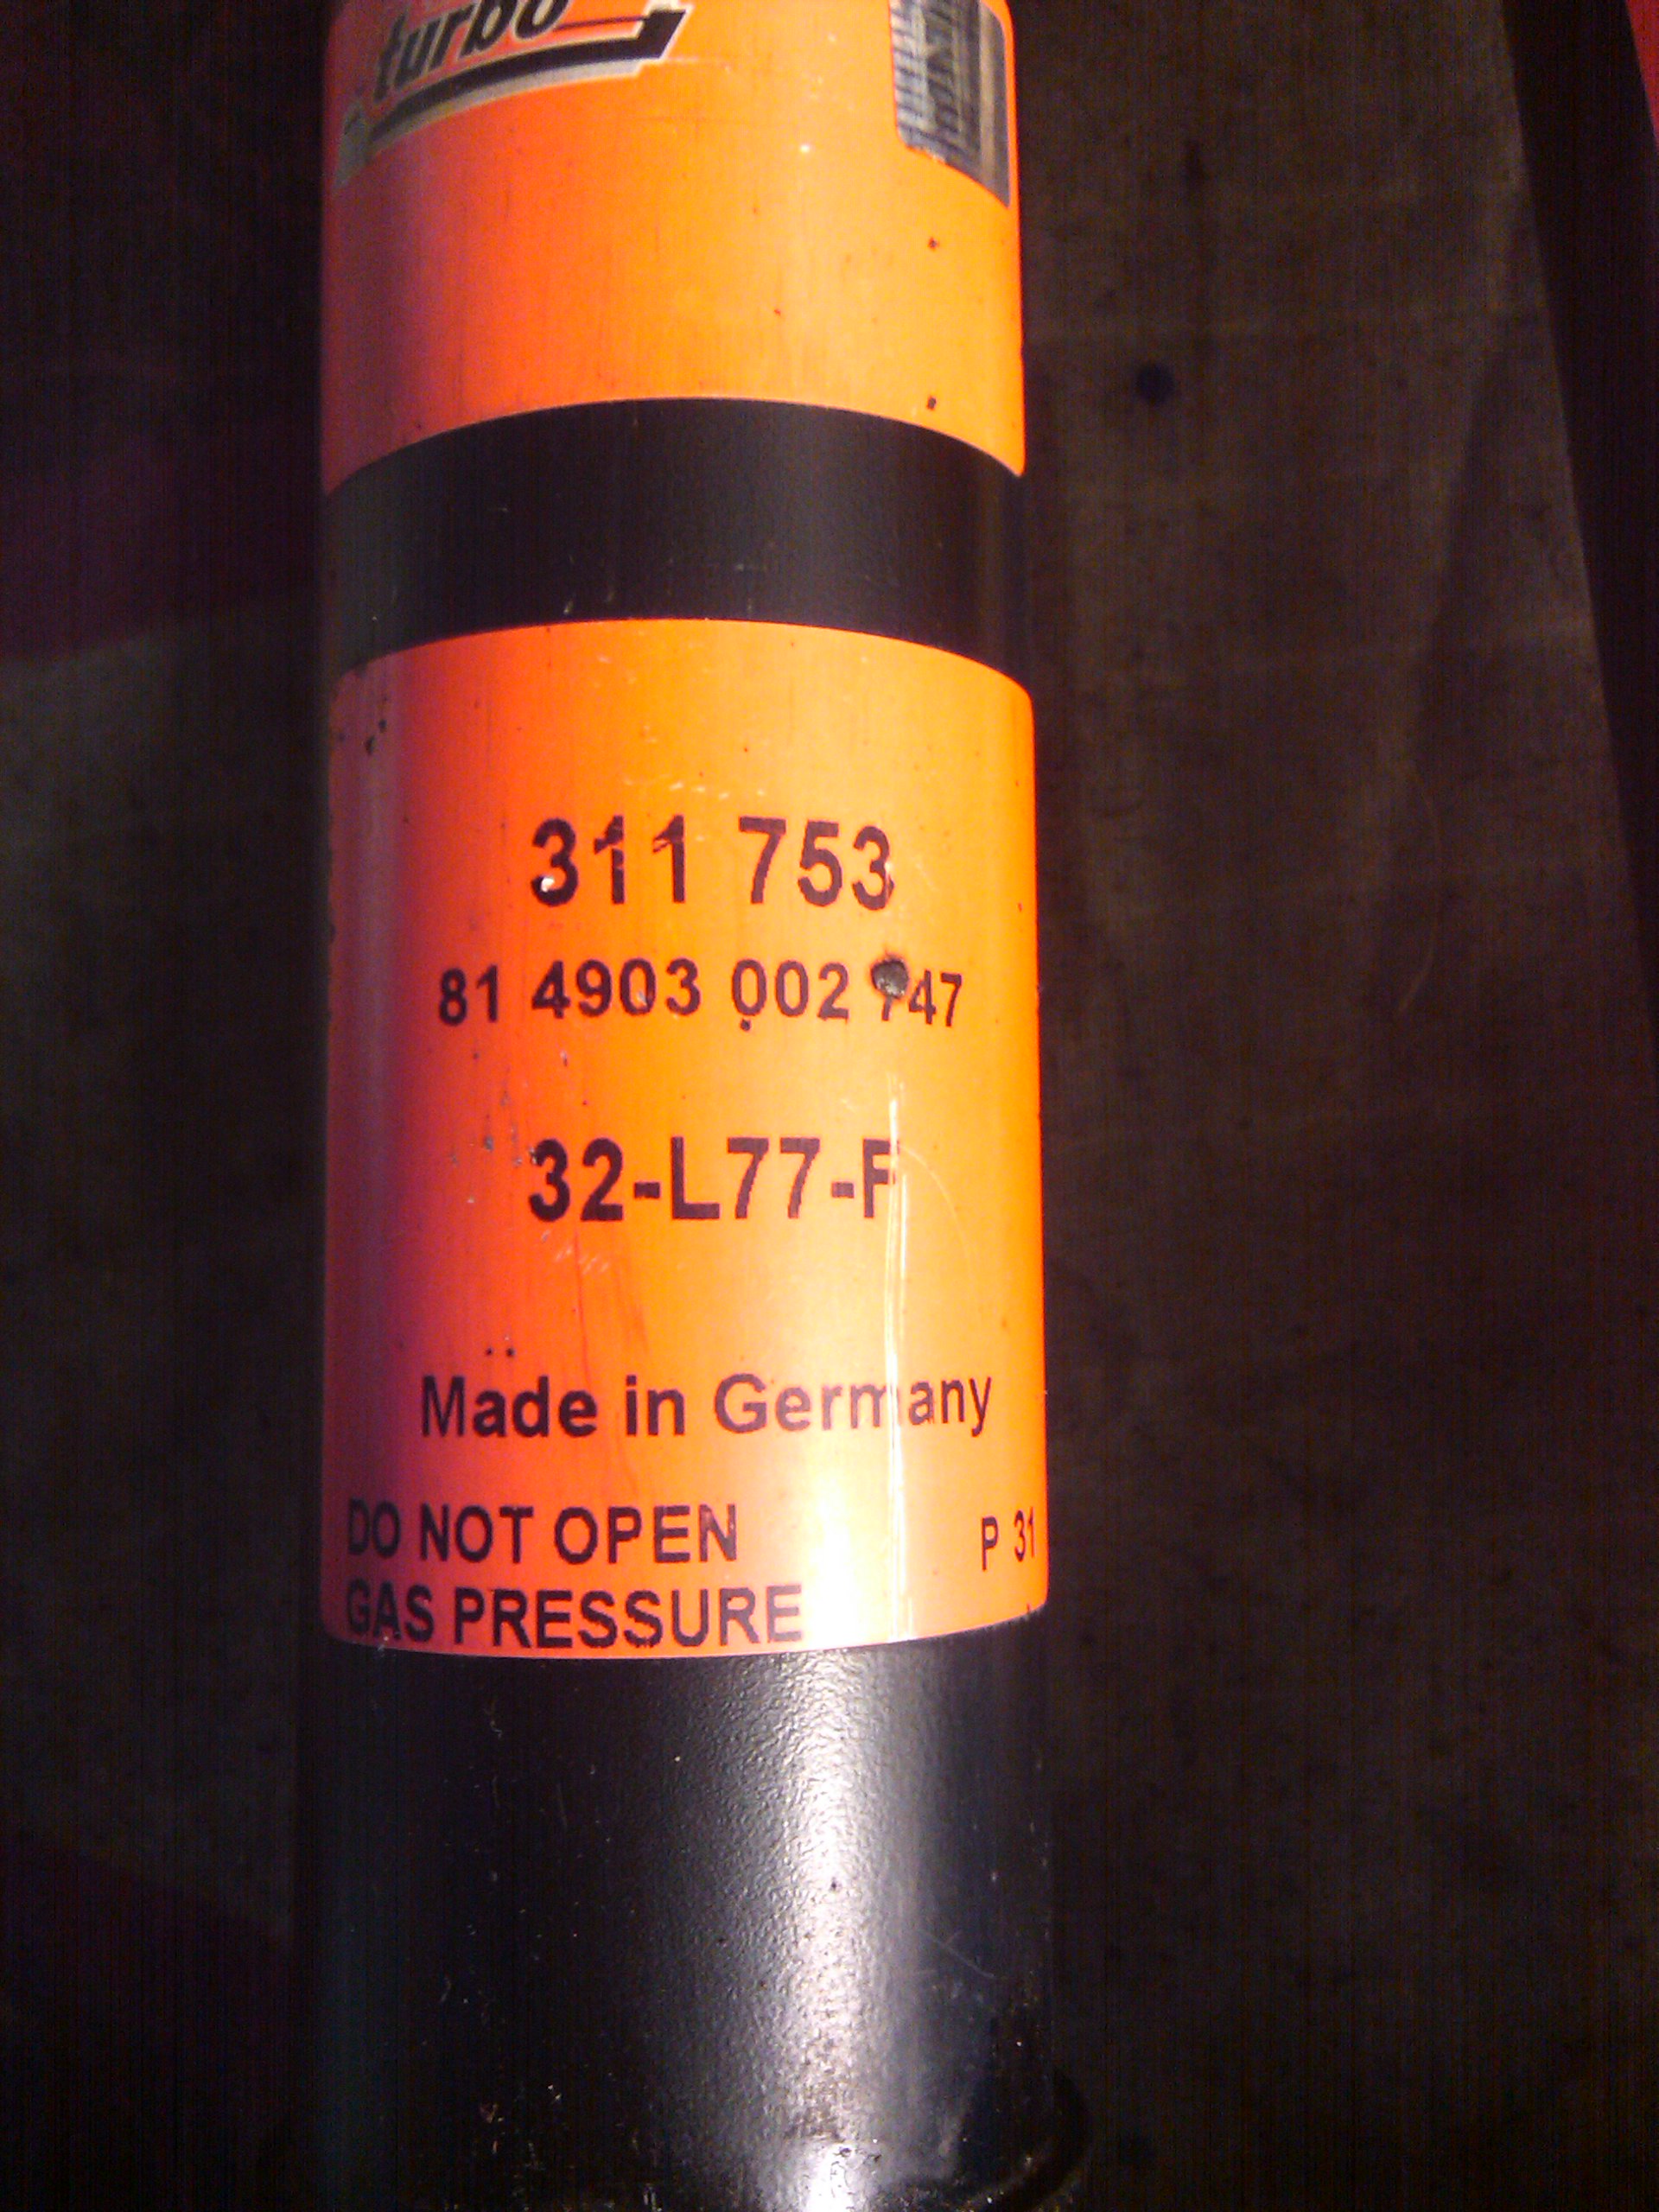 turbo
311 753
81 4903 002 747
32-L77-F
Made in Germany
DO NOT OPEN
P 31
GAS PRESSURE